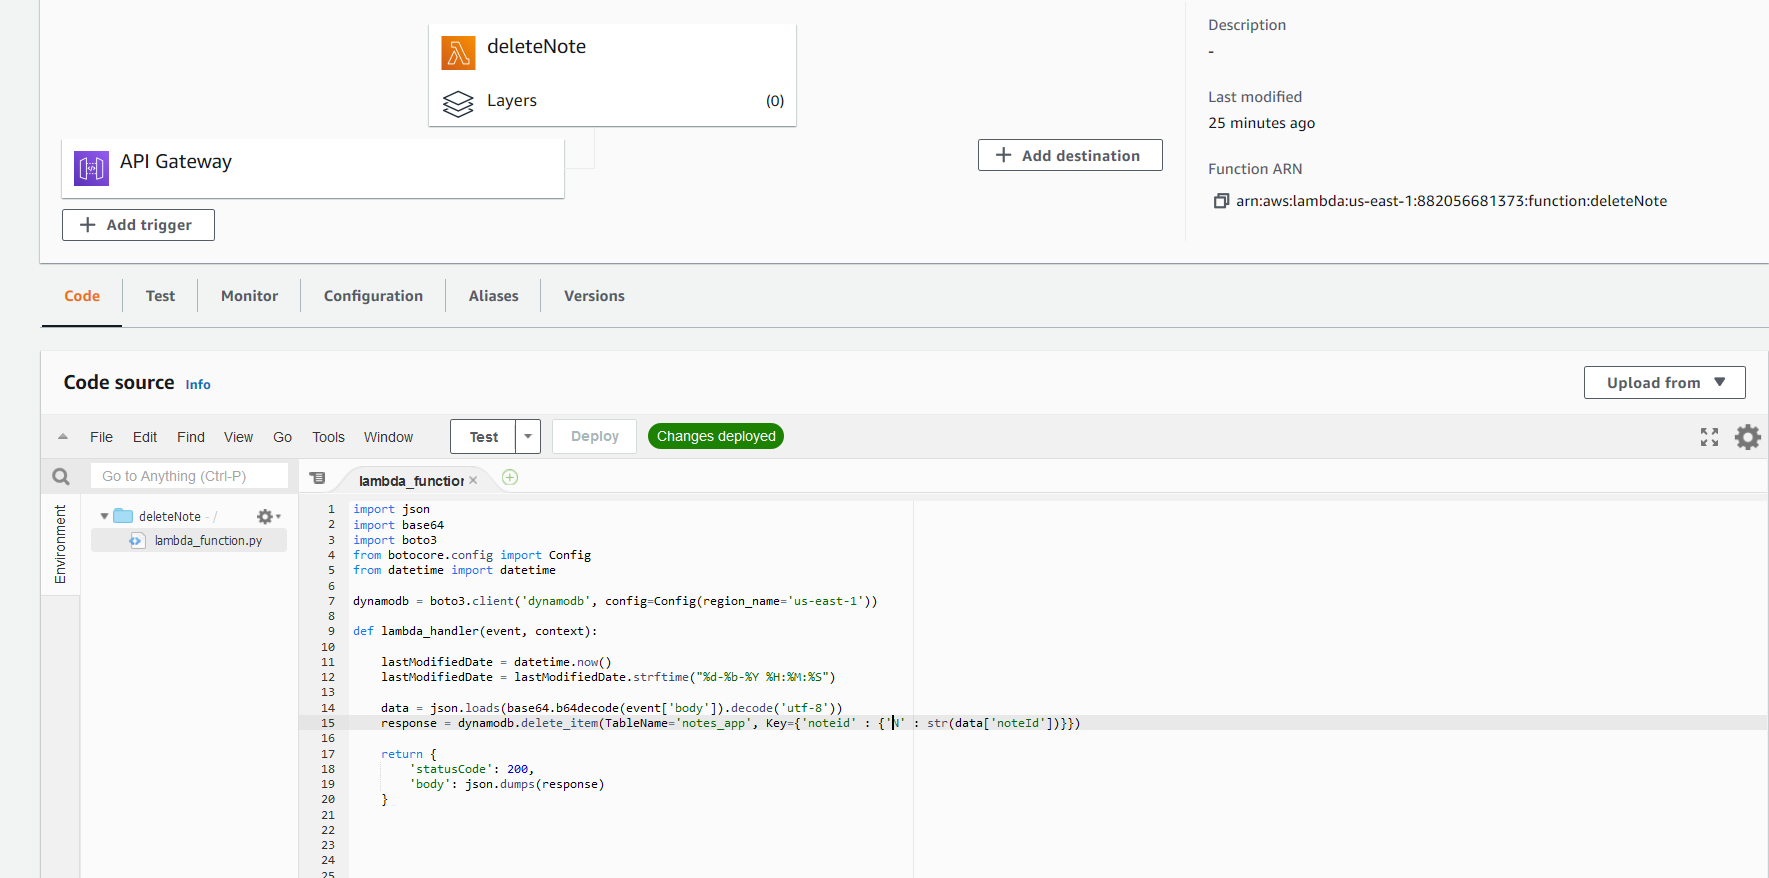 deleteNote
Layers
(0)
API Gateway
Add trigger
Add destination
Description
-
Last modified
25 minutes ago
Function ARN
arn:aws:lambda:us-east-1:882056681373:function:deleteNote
Code
Test
Monitor
Configuration
Aliases
Versions
Code source Info
Upload from
File Edit Find View Go Tools Window
Test
Deploy
Changes deployed
Go to Anything (Ctrl-P)
lambda_function
Environment
deleteNote - /
lambda_function.py
1 import json
2 import base64
3 import boto3
4 from botocore.config import Config
5 from datetime import datetime
6
7 dynamodb = boto3.client('dynamodb', config=Config(region_name='us-east-1'))
8
9 def lambda_handler(event, context):
10
11 lastModifiedDate = datetime.now()
12 lastModifiedDate = lastModifiedDate.strftime("%d-%b-%Y %H:%M:%S")
13
14 data = json.loads(base64.b64decode(event['body']).decode('utf-8'))
15 response = dynamodb.delete_item(TableName='notes_app', Key={'noteid' : {'N' : str(data['noteId'])}})
16
17 return {
18 'statusCode': 200,
19 'body': json.dumps(response)
20 }
21
22
23
24
25